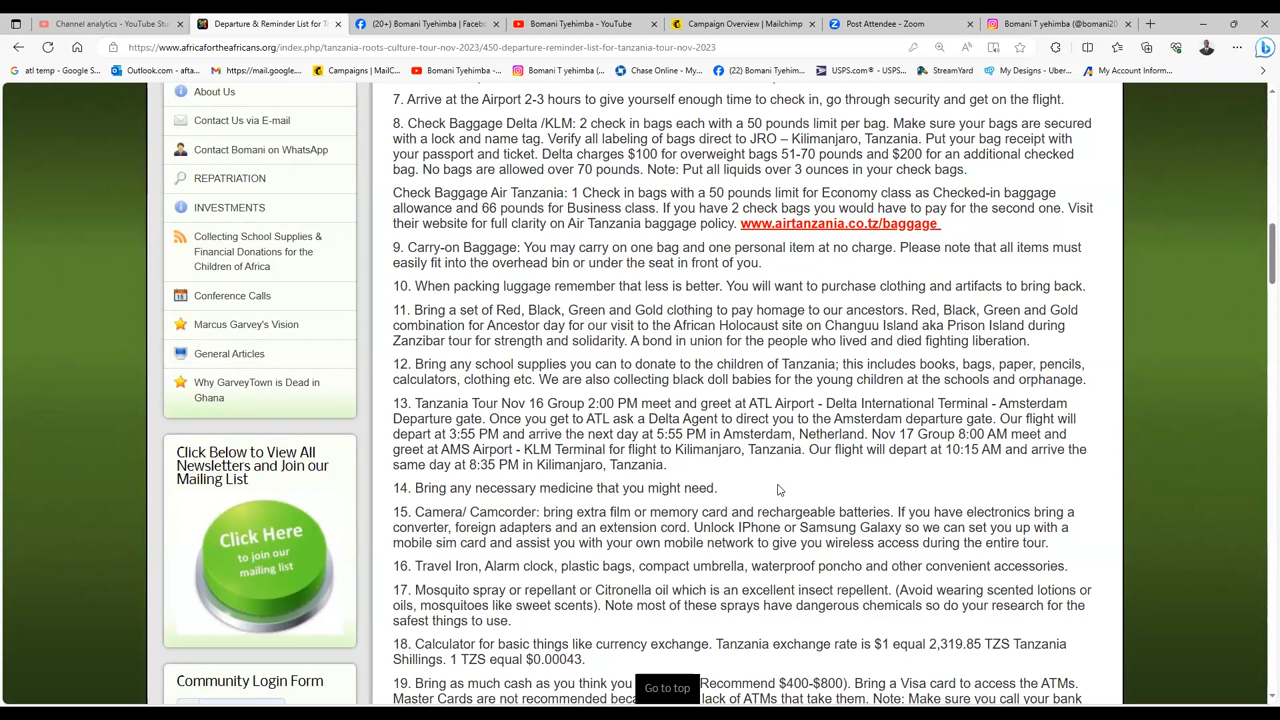 Channel analytics - YouTube Stu
Departure & Reminder List for T
(20+) Bomani Tyehimba | Faceb
Bomani Tyehimba - YouTube
Campaign Overview | Mailchimp
Post Attendee - Zoom
Bomani T yehimba (@bomani20
https://www.africafortheafricans.org/index.php/tanzania-roots-culture-tour-nov-2023/450-departure-reminder-list-for-tanzania-tour-nov-2023
atl temp - Google S...
Outlook.com - afta...
https://mail.google...
Campaigns | MailC...
Bomani Tyehimba -...
Bomani T yehimba (...
Chase Online - My...
(22) Bomani Tyehim...
USPS.com® - USPS...
StreamYard
My Designs - Uber...
My Account Inform...
About Us
Contact Us via E-mail
Contact Bomani on WhatsApp
REPATRIATION
INVESTMENTS
Collecting School Supplies &
Financial Donations for the
Children of Africa
Conference Calls
Marcus Garvey's Vision
General Articles
Why GarveyTown is Dead in
Ghana
Click Below to View All
Newsletters and Join our
Mailing List
Click Here
to join our
mailing list
Community Login Form
7. Arrive at the Airport 2-3 hours to give yourself enough time to check in, go through security and get on the flight.
8. Check Baggage Delta /KLM: 2 check in bags each with a 50 pounds limit per bag. Make sure your bags are secured
with a lock and name tag. Verify all labeling of bags direct to JRO – Kilimanjaro, Tanzania. Put your bag receipt with
your passport and ticket. Delta charges $100 for overweight bags 51-70 pounds and $200 for an additional checked
bag. No bags are allowed over 70 pounds. Note: Put all liquids over 3 ounces in your check bags.
Check Baggage Air Tanzania: 1 Check in bags with a 50 pounds limit for Economy class as Checked-in baggage
allowance and 66 pounds for Business class. If you have 2 check bags you would have to pay for the second one. Visit
their website for full clarity on Air Tanzania baggage policy. www.airtanzania.co.tz/baggage
9. Carry-on Baggage: You may carry on one bag and one personal item at no charge. Please note that all items must
easily fit into the overhead bin or under the seat in front of you.
10. When packing luggage remember that less is better. You will want to purchase clothing and artifacts to bring back.
11. Bring a set of Red, Black, Green and Gold clothing to pay homage to our ancestors. Red, Black, Green and Gold
combination for Ancestor day for our visit to the African Holocaust site on Changuu Island aka Prison Island during
Zanzibar tour for strength and solidarity. A bond in union for the people who lived and died fighting liberation.
12. Bring any school supplies you can to donate to the children of Tanzania; this includes books, bags, paper, pencils,
calculators, clothing etc. We are also collecting black doll babies for the young children at the schools and orphanage.
13. Tanzania Tour Nov 16 Group 2:00 PM meet and greet at ATL Airport - Delta International Terminal - Amsterdam
Departure gate. Once you get to ATL ask a Delta Agent to direct you to the Amsterdam departure gate. Our flight will
depart at 3:55 PM and arrive the next day at 5:55 PM in Amsterdam, Netherland. Nov 17 Group 8:00 AM meet and
greet at AMS Airport - KLM Terminal for flight to Kilimanjaro, Tanzania. Our flight will depart at 10:15 AM and arrive the
same day at 8:35 PM in Kilimanjaro, Tanzania.
14. Bring any necessary medicine that you might need.
15. Camera/ Camcorder: bring extra film or memory card and rechargeable batteries. If you have electronics bring a
converter, foreign adapters and an extension cord. Unlock IPhone or Samsung Galaxy so we can set you up with a
mobile sim card and assist you with your own mobile network to give you wireless access during the entire tour.
16. Travel Iron, Alarm clock, plastic bags, compact umbrella, waterproof poncho and other convenient accessories.
17. Mosquito spray or repellant or Citronella oil which is an excellent insect repellent. (Avoid wearing scented lotions or
oils, mosquitoes like sweet scents). Note most of these sprays have dangerous chemicals so do your research for the
safest things to use.
18. Calculator for basic things like currency exchange. Tanzania exchange rate is $1 equal 2,319.85 TZS Tanzania
Shillings. 1 TZS equal $0.00043.
19. Bring as much cash as you think you Recommend $400-$800). Bring a Visa card to access the ATMs.
Master Cards are not recommended beca lack of ATMs that take them. Note: Make sure you call your bank
Go to top